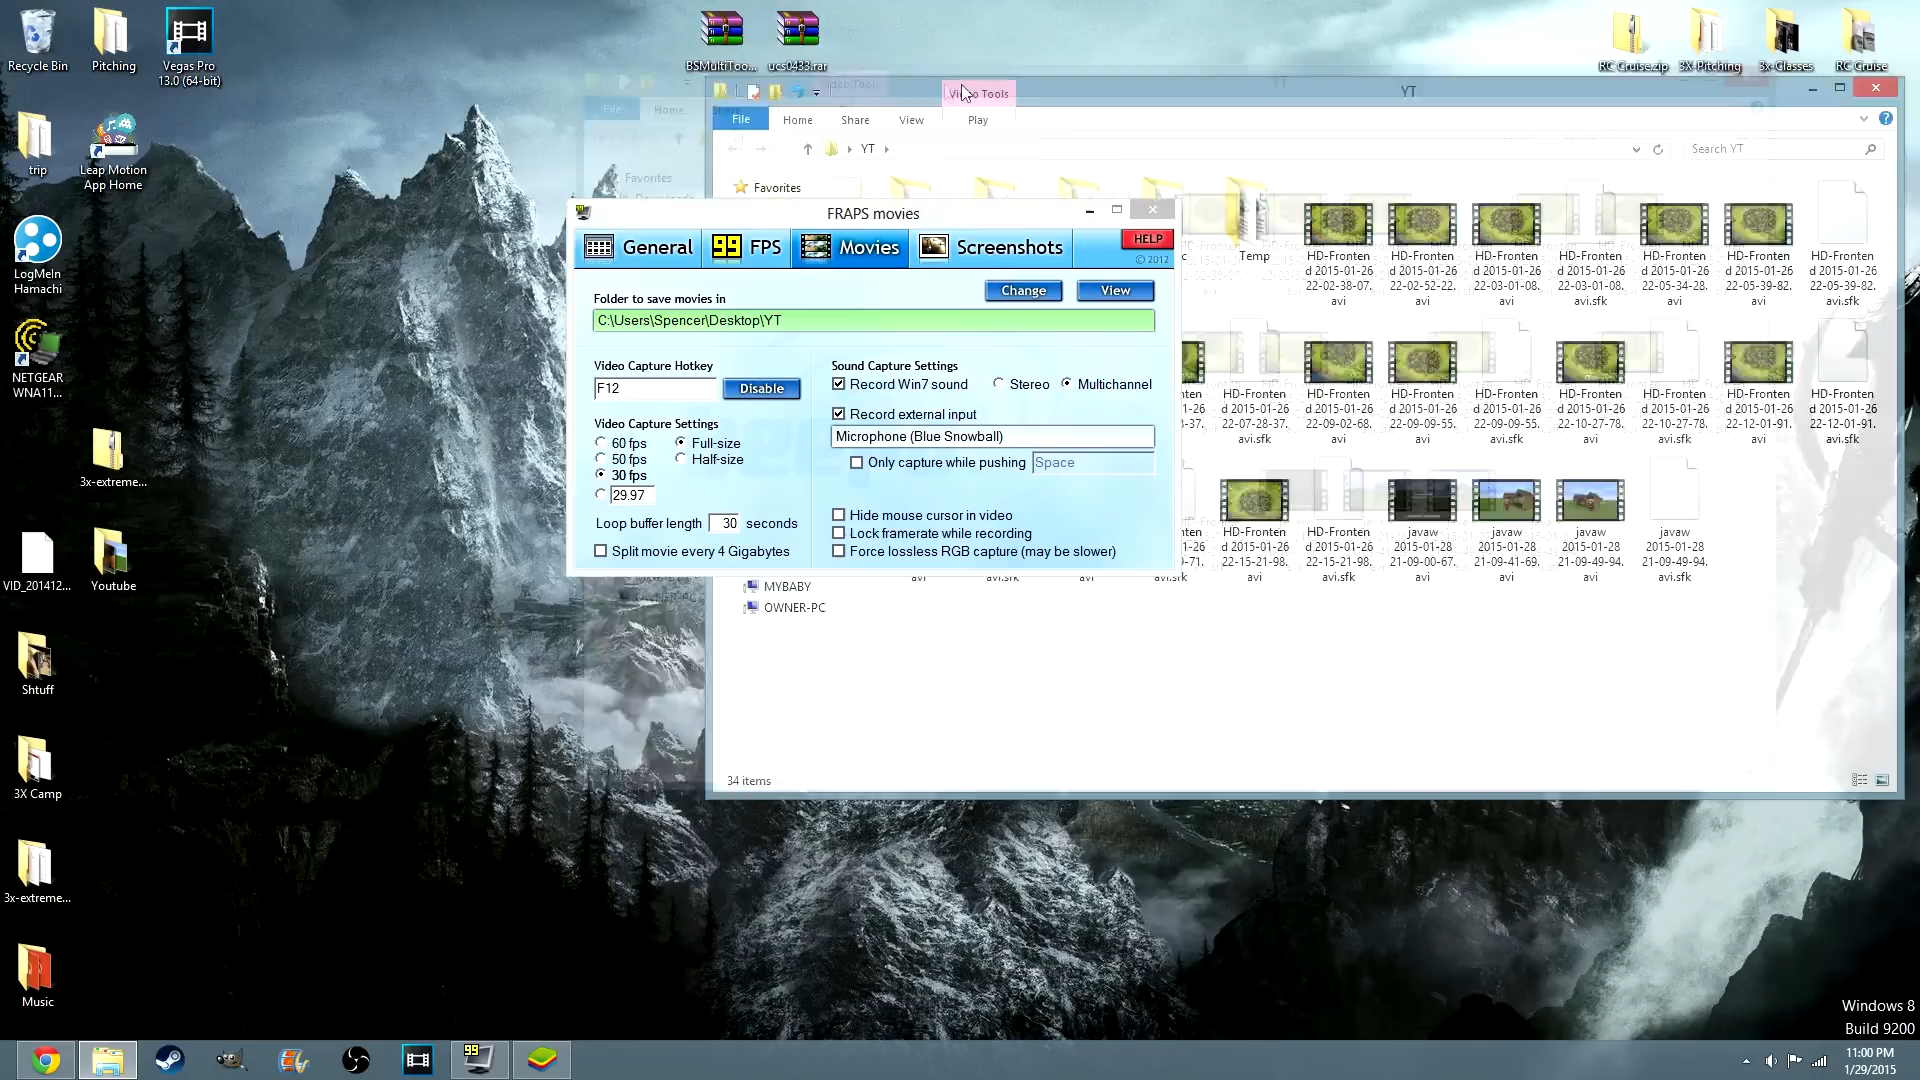 Recycle Bin
Pitching
Vegas Pro
13.0 (64-bit)
BSMultiToo...
ucs0433.rar
RC Cruise.zip
3X-Pitching
3x-Glasses
RC Cruise
trip
Leap Motion
App Home
LogMeIn
Hamachi
NETGEAR
WNA11...
3x-extreme...
VID_201412...
Youtube
Shtuff
3X Camp
3x-extreme...
Music
Video Tools
YT
File
Home
Share
View
Play
YT
Search YT
Favorites
File
Home
Favorites
FRAPS movies
General
99 FPS
Movies
Screenshots
HELP
© 2012
Folder to save movies in
Change
View
C:\Users\Spencer\Desktop\YT
Video Capture Hotkey
F12
Disable
Video Capture Settings
60 fps
50 fps
30 fps
29.97
Full-size
Half-size
Loop buffer length 30 seconds
Split movie every 4 Gigabytes
Sound Capture Settings
Record Win7 sound
Stereo
Multichannel
Record external input
Microphone (Blue Snowball)
Only capture while pushing
Space
Hide mouse cursor in video
Lock framerate while recording
Force lossless RGB capture (may be slower)
Temp
HD-Fronten
d 2015-01-26
22-02-38-07.
avi
HD-Fronten
d 2015-01-26
22-02-52-22.
avi
HD-Fronten
d 2015-01-26
22-03-01-08.
avi
HD-Fronten
d 2015-01-26
22-03-01-08.
avi.sfk
HD-Fronten
d 2015-01-26
22-05-34-28.
avi
HD-Fronten
d 2015-01-26
22-05-39-82.
avi
HD-Fronten
d 2015-01-26
22-05-39-82.
avi.sfk
HD-Fronten
d 2015-01-26
22-07-28-37.
avi.sfk
HD-Fronten
d 2015-01-26
22-09-02-68.
avi
HD-Fronten
d 2015-01-26
22-09-09-55.
avi
HD-Fronten
d 2015-01-26
22-09-09-55.
avi.sfk
HD-Fronten
d 2015-01-26
22-10-27-78.
avi
HD-Fronten
d 2015-01-26
22-10-27-78.
avi.sfk
HD-Fronten
d 2015-01-26
22-12-01-91.
avi
HD-Fronten
d 2015-01-26
22-12-01-91.
avi.sfk
HD-Fronten
d 2015-01-26
22-15-21-98.
avi
HD-Fronten
d 2015-01-26
22-15-21-98.
avi.sfk
javaw
2015-01-28
21-09-00-67.
avi
javaw
2015-01-28
21-09-41-69.
avi
javaw
2015-01-28
21-09-49-94.
avi
javaw
2015-01-28
21-09-49-94.
avi.sfk
avi
avi.sfk
avi
avi.sfk
MYBABY
OWNER-PC
34 items
Windows 8
Build 9200
99
11:00 PM
1/29/2015